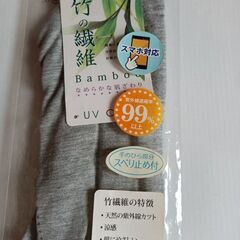 竹の繊維
Bamboo
なめらかな肌ざわり
UV
スマホ対応
紫外線遮蔽率
99%
以上
手のひら部分
スベリ止め付
竹繊維の特徴
・天然の紫外線カット
・涼感